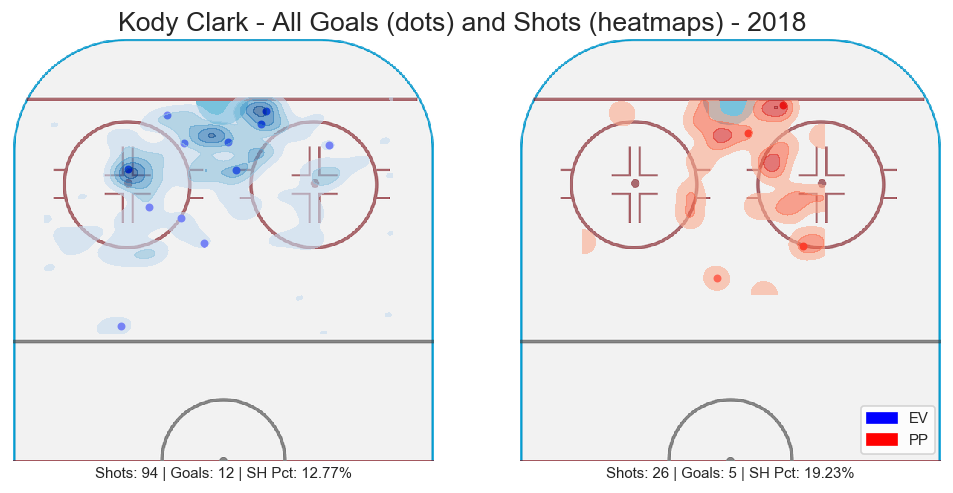 Kody Clark - All Goals (dots) and Shots (heatmaps) - 2018
EV
PP
Shots: 94 | Goals: 12 | SH Pct: 12.77%
Shots: 26 | Goals: 5 | SH Pct: 19.23%